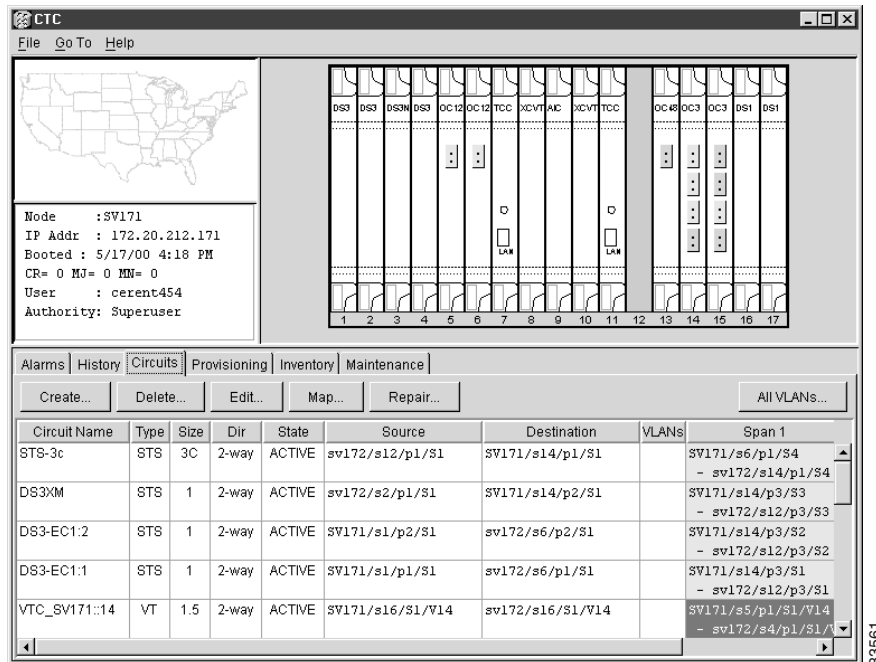 CTC
File Go To Help
DS3 DS3 DS3N DS3 OC12 OC12 TCC XCVT AIC XCVT TCC OC48 OC3 OC3 DS1 DS1
LAN LAN
1 2 3 4 5 6 7 8 9 10 11 12 13 14 15 16 17
Node :SV171
IP Addr : 172.20.212.171
Booted : 5/17/00 4:18 PM
CR= 0 MJ= 0 MN= 0
User : cerent454
Authority: Superuser
Alarms History Circuits Provisioning Inventory Maintenance
Create... Delete... Edit... Map... Repair... All VLANs...
Circuit Name Type Size Dir State Source Destination VLANs Span 1
STS-3c STS 3C 2-way ACTIVE sv172/s12/p1/S1 SV171/s14/p1/S1 SV171/s6/p1/S4
- sv172/s14/p1/S4
DS3XM STS 1 2-way ACTIVE sv172/s2/p1/S1 SV171/s14/p2/S1 SV171/s14/p3/S3
- sv172/s12/p3/S3
DS3-EC1:2 STS 1 2-way ACTIVE SV171/s1/p2/S1 sv172/s6/p2/S1 SV171/s14/p3/S2
- sv172/s12/p3/S2
DS3-EC1:1 STS 1 2-way ACTIVE SV171/s1/p1/S1 sv172/s6/p1/S1 SV171/s14/p3/S1
- sv172/s12/p3/S1
VTC_SV171::14 VT 1.5 2-way ACTIVE SV171/s16/S1/V14 sv172/s16/S1/V14 SV171/s5/p1/S1/V14
- sv172/s4/p1/S1/V
33561